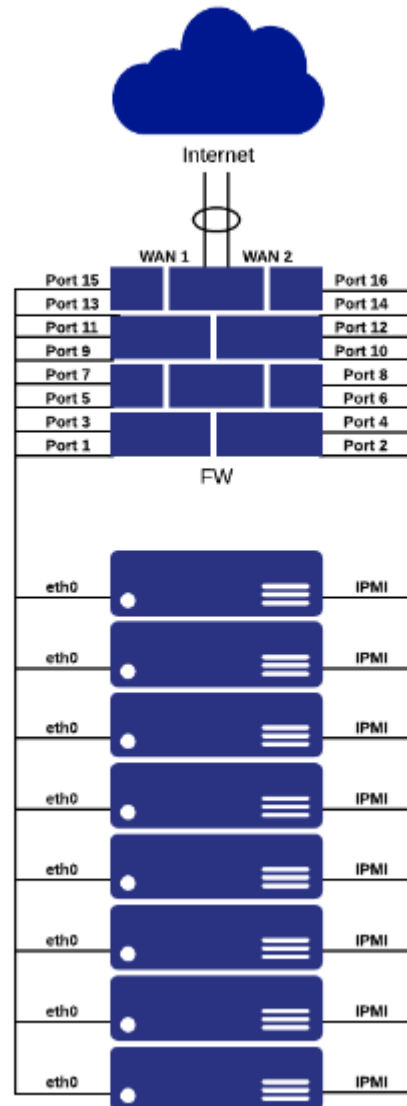 Internet
WAN 1 WAN 2
Port 15 Port 16
Port 13 Port 14
Port 11 Port 12
Port 9 Port 10
Port 7 Port 8
Port 5 Port 6
Port 3 Port 4
Port 1 Port 2
FW
eth0 IPMI
eth0 IPMI
eth0 IPMI
eth0 IPMI
eth0 IPMI
eth0 IPMI
eth0 IPMI
eth0 IPMI